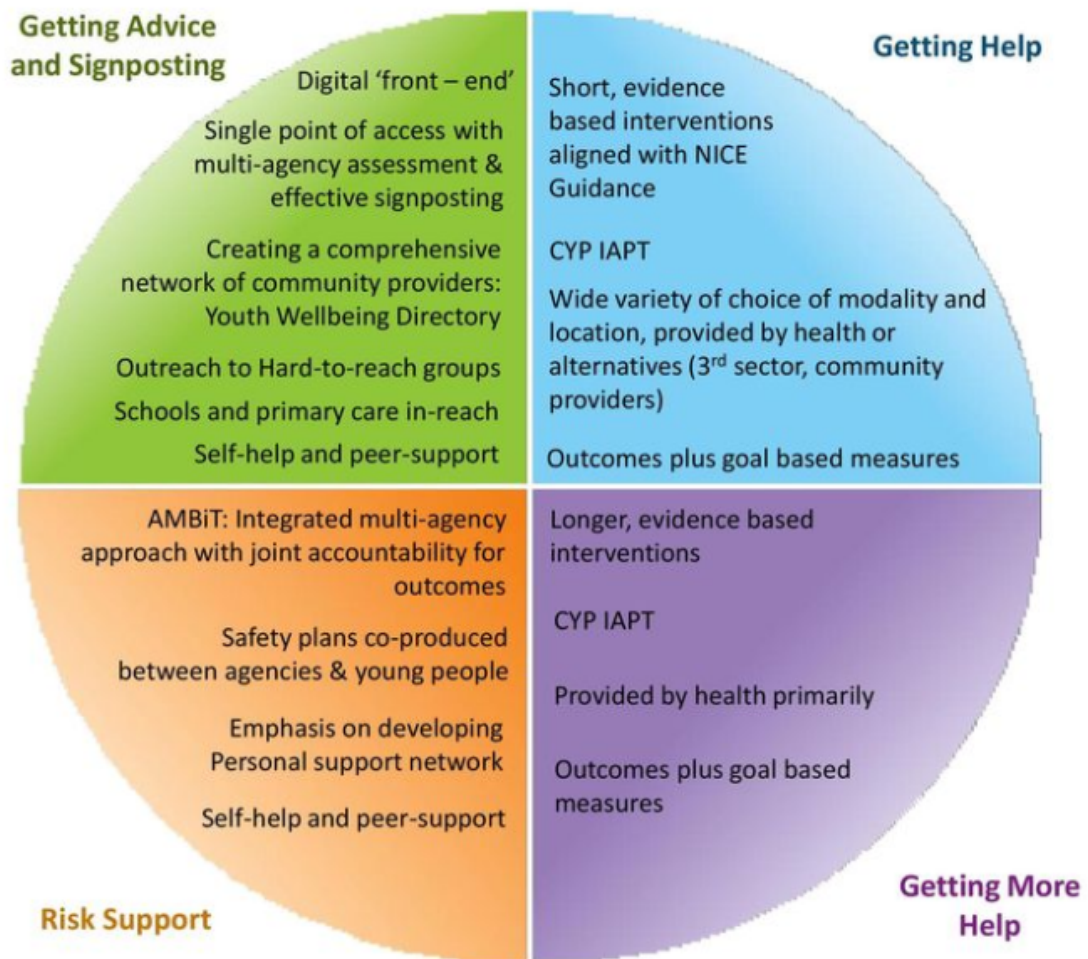 Getting Advice
and Signposting
Digital ‘front – end’
Single point of access with
multi-agency assessment &
effective signposting
Creating a comprehensive
network of community providers:
Youth Wellbeing Directory
Outreach to Hard-to-reach groups
Schools and primary care in-reach
Self-help and peer-support
Getting Help
Short, evidence
based interventions
aligned with NICE
Guidance
CYP IAPT
Wide variety of choice of modality and
location, provided by health or
alternatives (3rd sector, community
providers)
Outcomes plus goal based measures
AMBiT: Integrated multi-agency
approach with joint accountability for
outcomes
Safety plans co-produced
between agencies & young people
Emphasis on developing
Personal support network
Self-help and peer-support
Risk Support
Longer, evidence based
interventions
CYP IAPT
Provided by health primarily
Outcomes plus goal based
measures
Getting More
Help